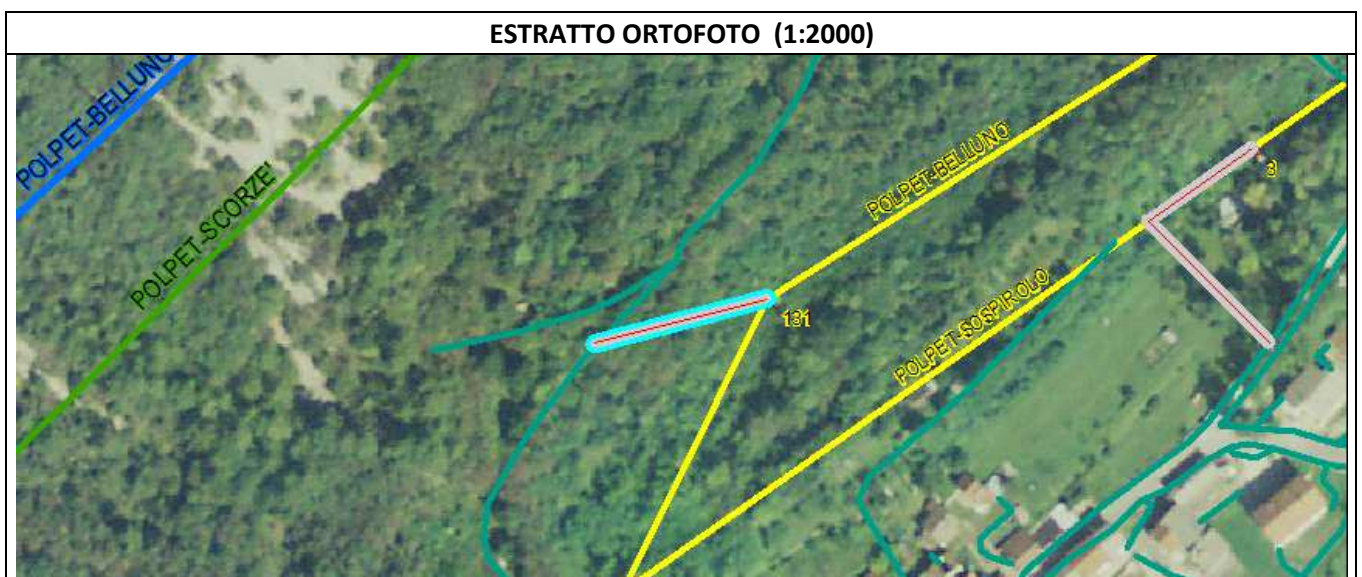 ESTRATTO ORTOFOTO (1:2000)
POLPET-BELLUNO
POLPET-SCORZE'
POLPET-BELLUNO
3
131
POLPET-SOSPIROLO